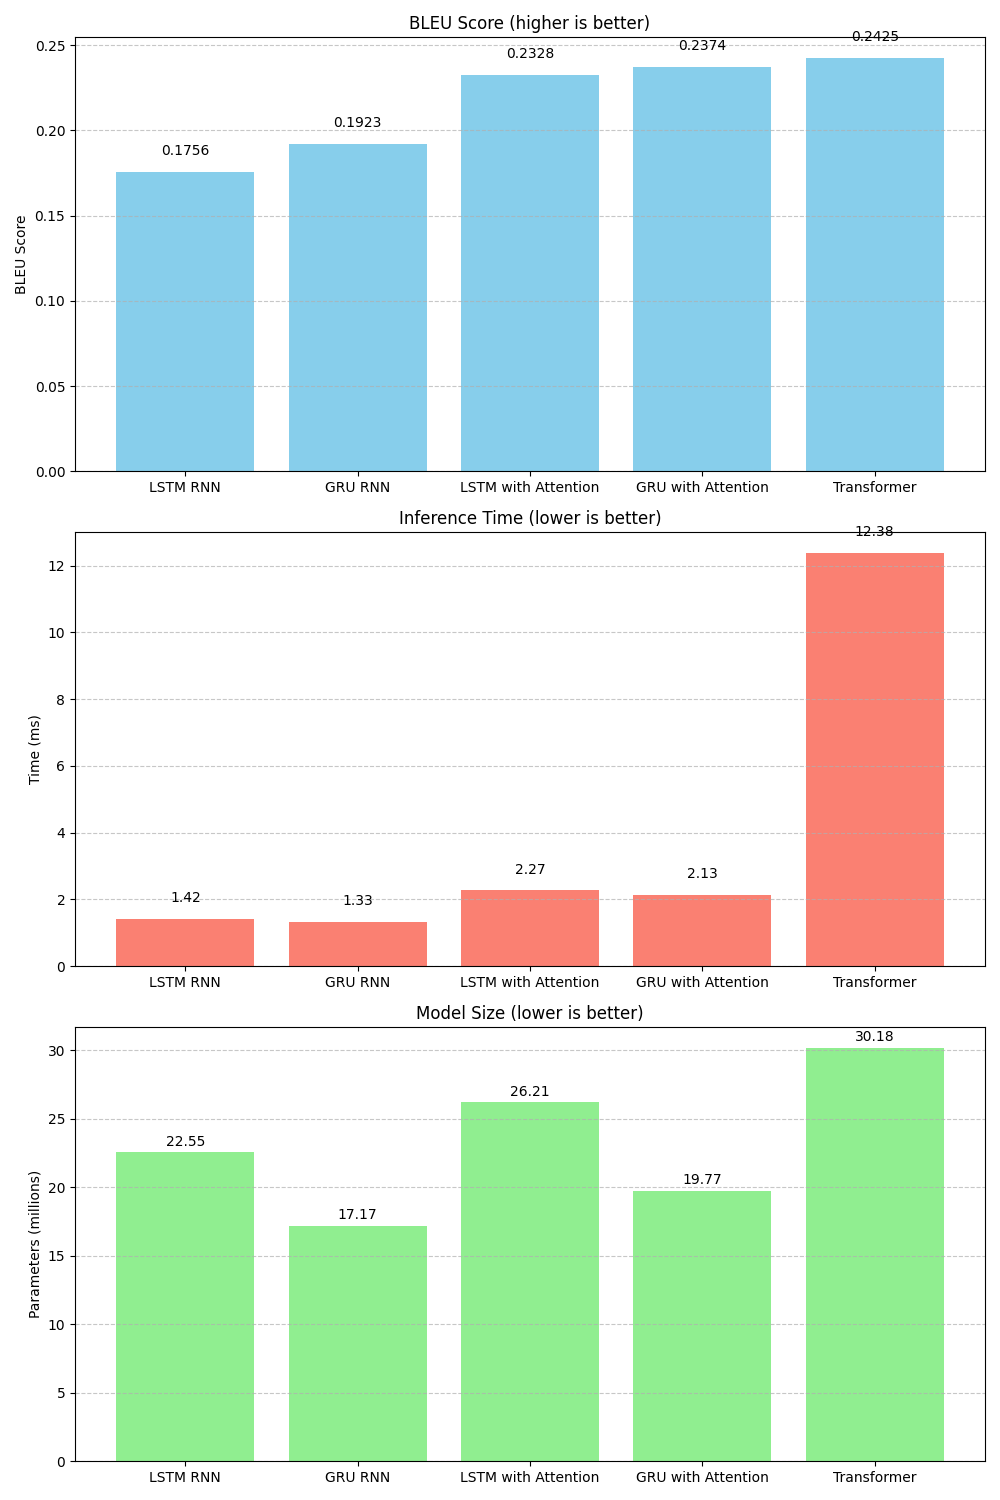 BLEU Score (higher is better)
BLEU Score
0.25
0.20
0.15
0.10
0.05
0.00
0.1756
0.1923
0.2328
0.2374
0.2425
LSTM RNN
GRU RNN
LSTM with Attention
GRU with Attention
Transformer
Inference Time (lower is better)
Time (ms)
12
10
8
6
4
2
0
1.42
1.33
2.27
2.13
12.38
LSTM RNN
GRU RNN
LSTM with Attention
GRU with Attention
Transformer
Model Size (lower is better)
Parameters (millions)
30
25
20
15
10
5
0
22.55
17.17
26.21
19.77
30.18
LSTM RNN
GRU RNN
LSTM with Attention
GRU with Attention
Transformer